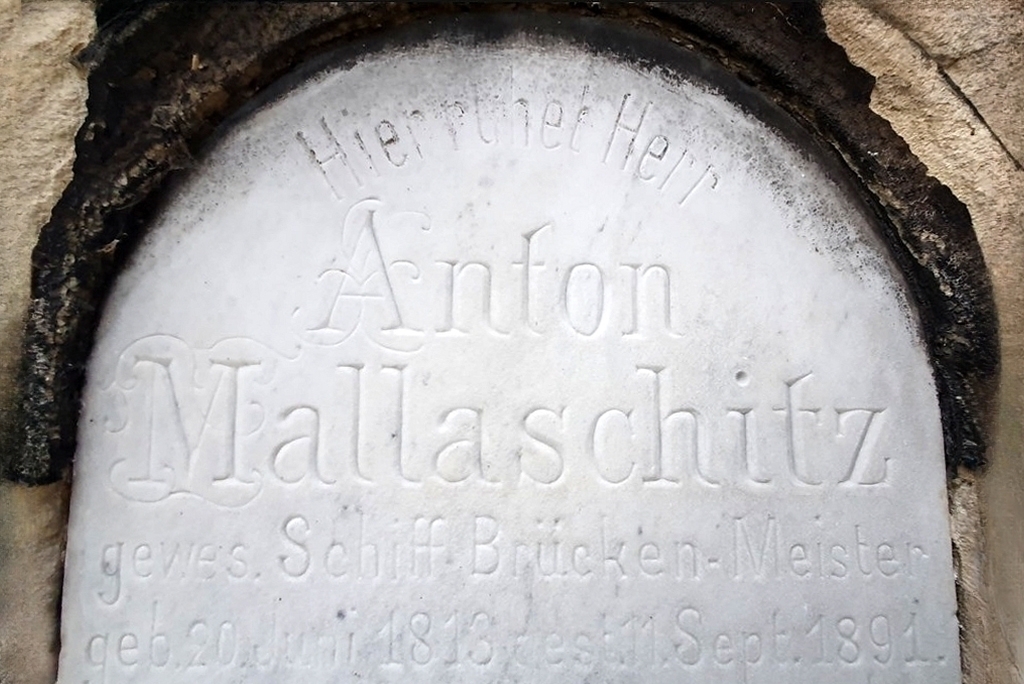 Hier ruhet Herr
Anton
Mallaschitz
gewes. Schiff Brücken-Meister
geb. 20. Juni 1813 gest. 11. Sept. 1891.